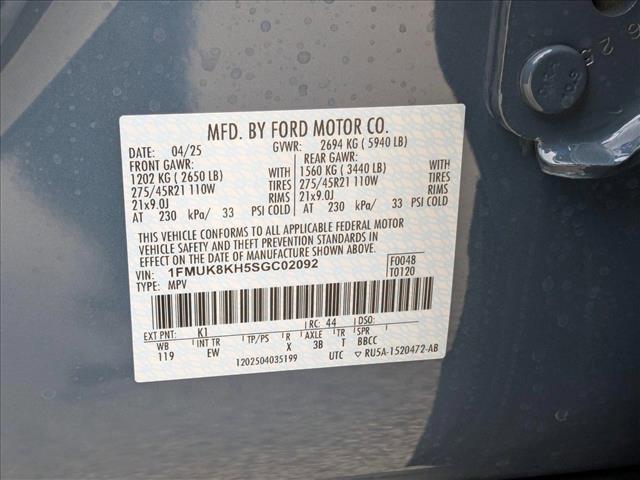 MFD. BY FORD MOTOR CO.
04/25 GVWR: 2694 KG ( 5940 LB)
FRONT GAWR: REAR GAWR:
1202 KG ( 2650 LB) WITH 1560 KG ( 3440 LB) WITH
275/45R21 110W TIRES 275/45R21 110W TIRES
21x9.0J RIMS 21x9.0J RIMS
AT 230 kPa/ 33 PSI COLD AT 230 kPa/ 33 PSI COLD
THIS VEHICLE CONFORMS TO ALL APPLICABLE FEDERAL MOTOR
VEHICLE SAFETY AND THEFT PREVENTION STANDARDS IN
EFFECT ON THE DATE OF MANUFACTURE SHOWN ABOVE.
VIN: 1FMUK8KH5SGC02092 F0048
TYPE: MPV T0120
EXT PNT: K1 RC: 44 DSO:
WB INT TR TP/PS R AXLE TR SPR
119 EW X 3B T BBCC
1202504035199 UTC ▽ RU5A-1520472-AB